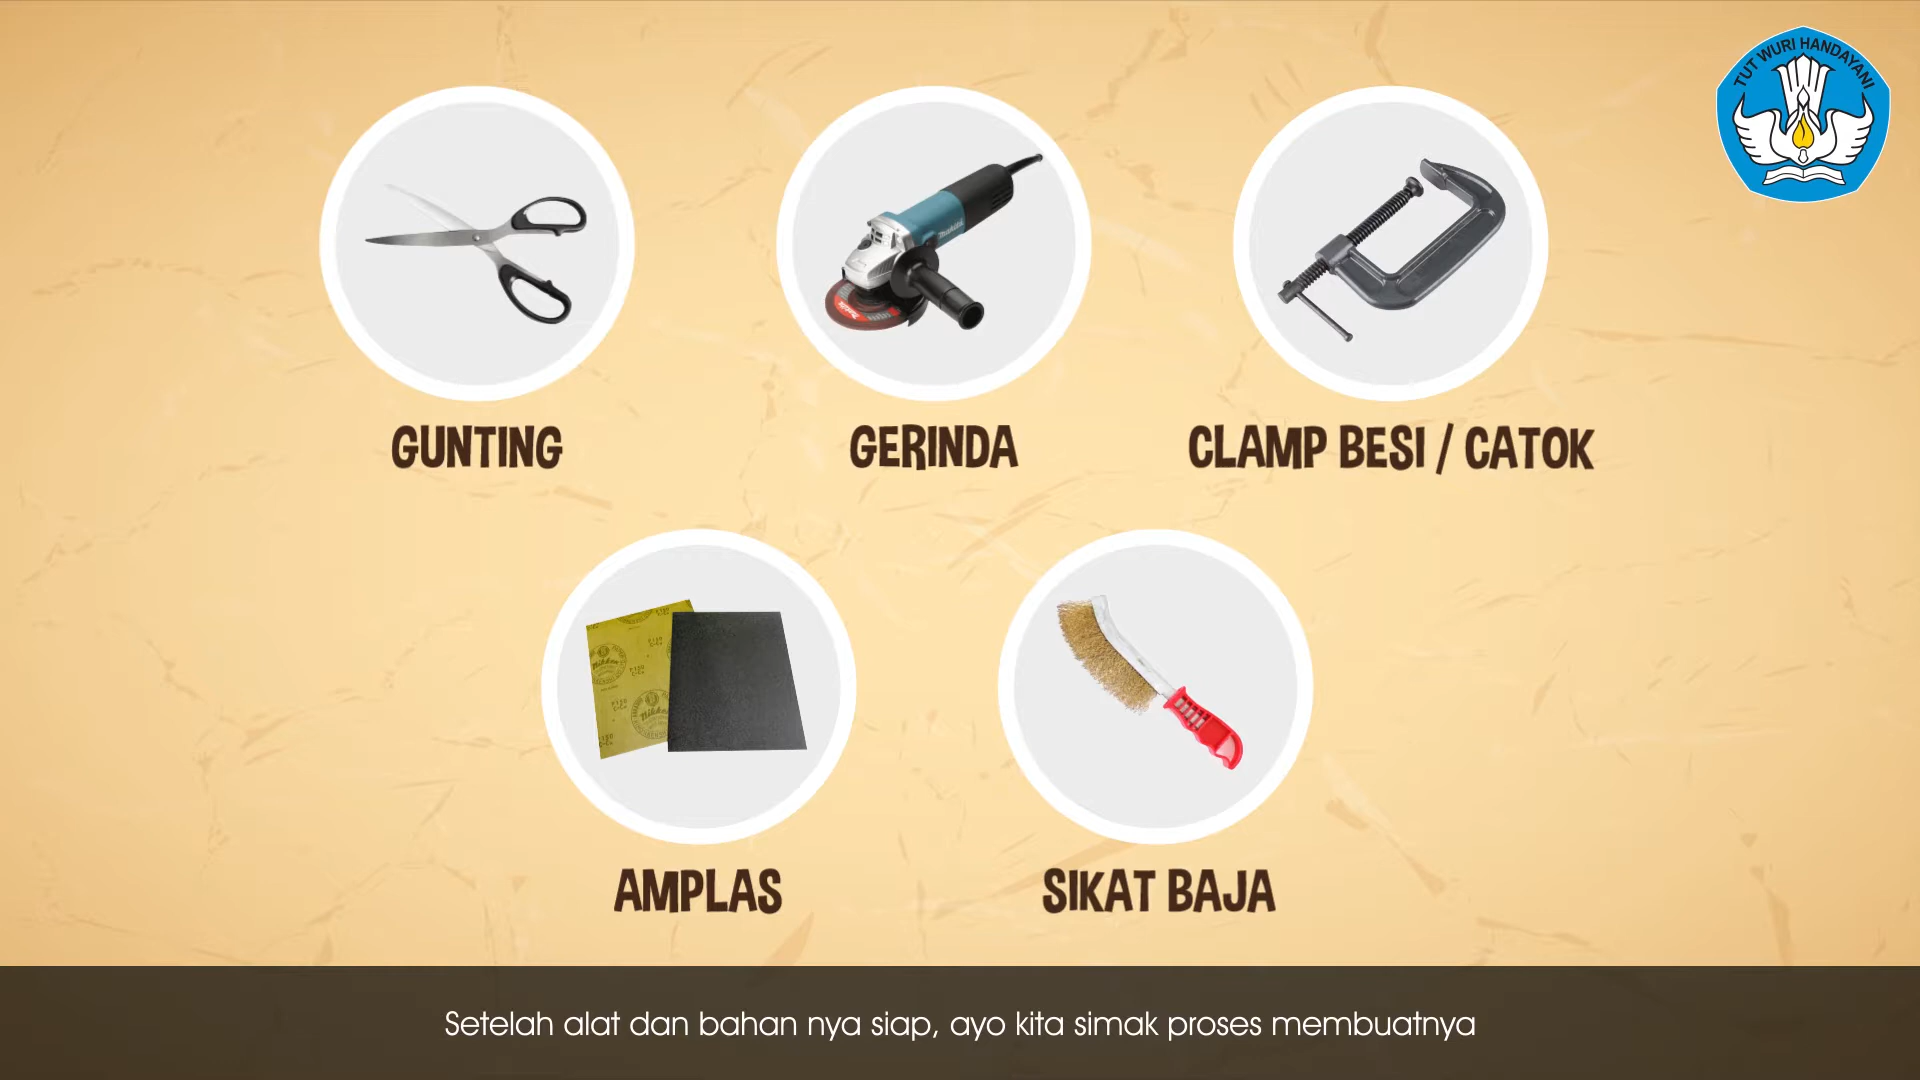 TUT WURI HANDAYANI
GUNTING
GERINDA
CLAMP BESI / CATOK
AMPLAS
SIKAT BAJA
Setelah alat dan bahan nya siap, ayo kita simak proses membuatnya